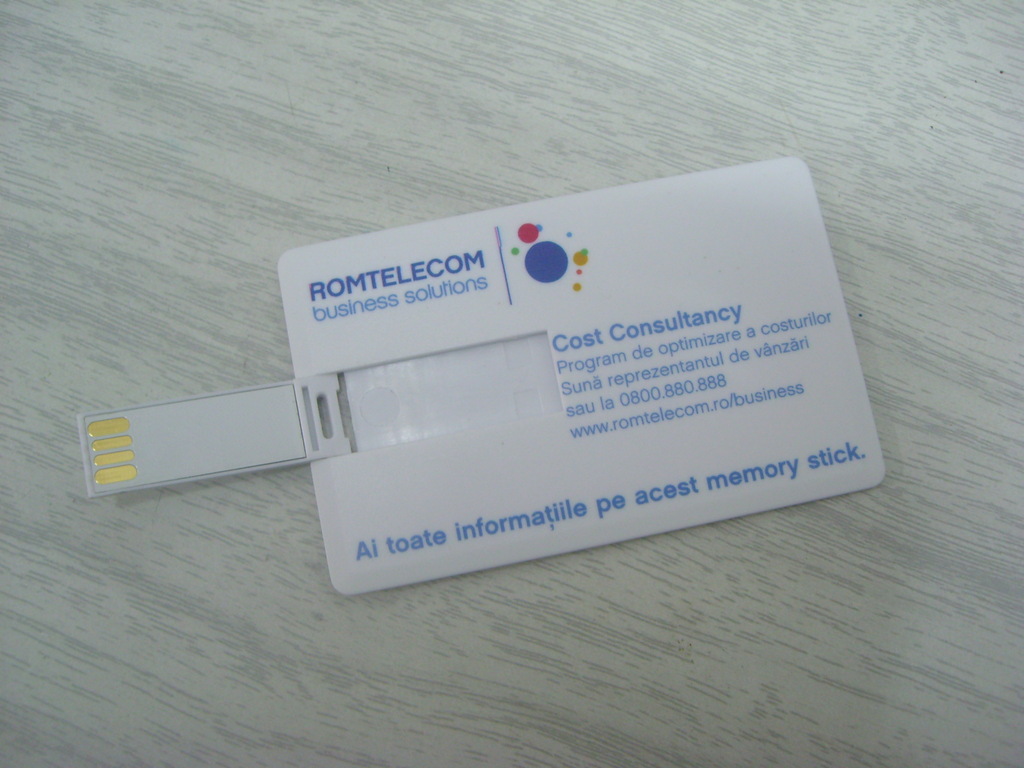 ROMTELECOM
business solutions
Cost Consultancy
Program de optimizare a costurilor
Sună reprezentantul de vânzări
sau la 0800.880.888
www.romtelecom.ro/business
Ai toate informațiile pe acest memory stick.